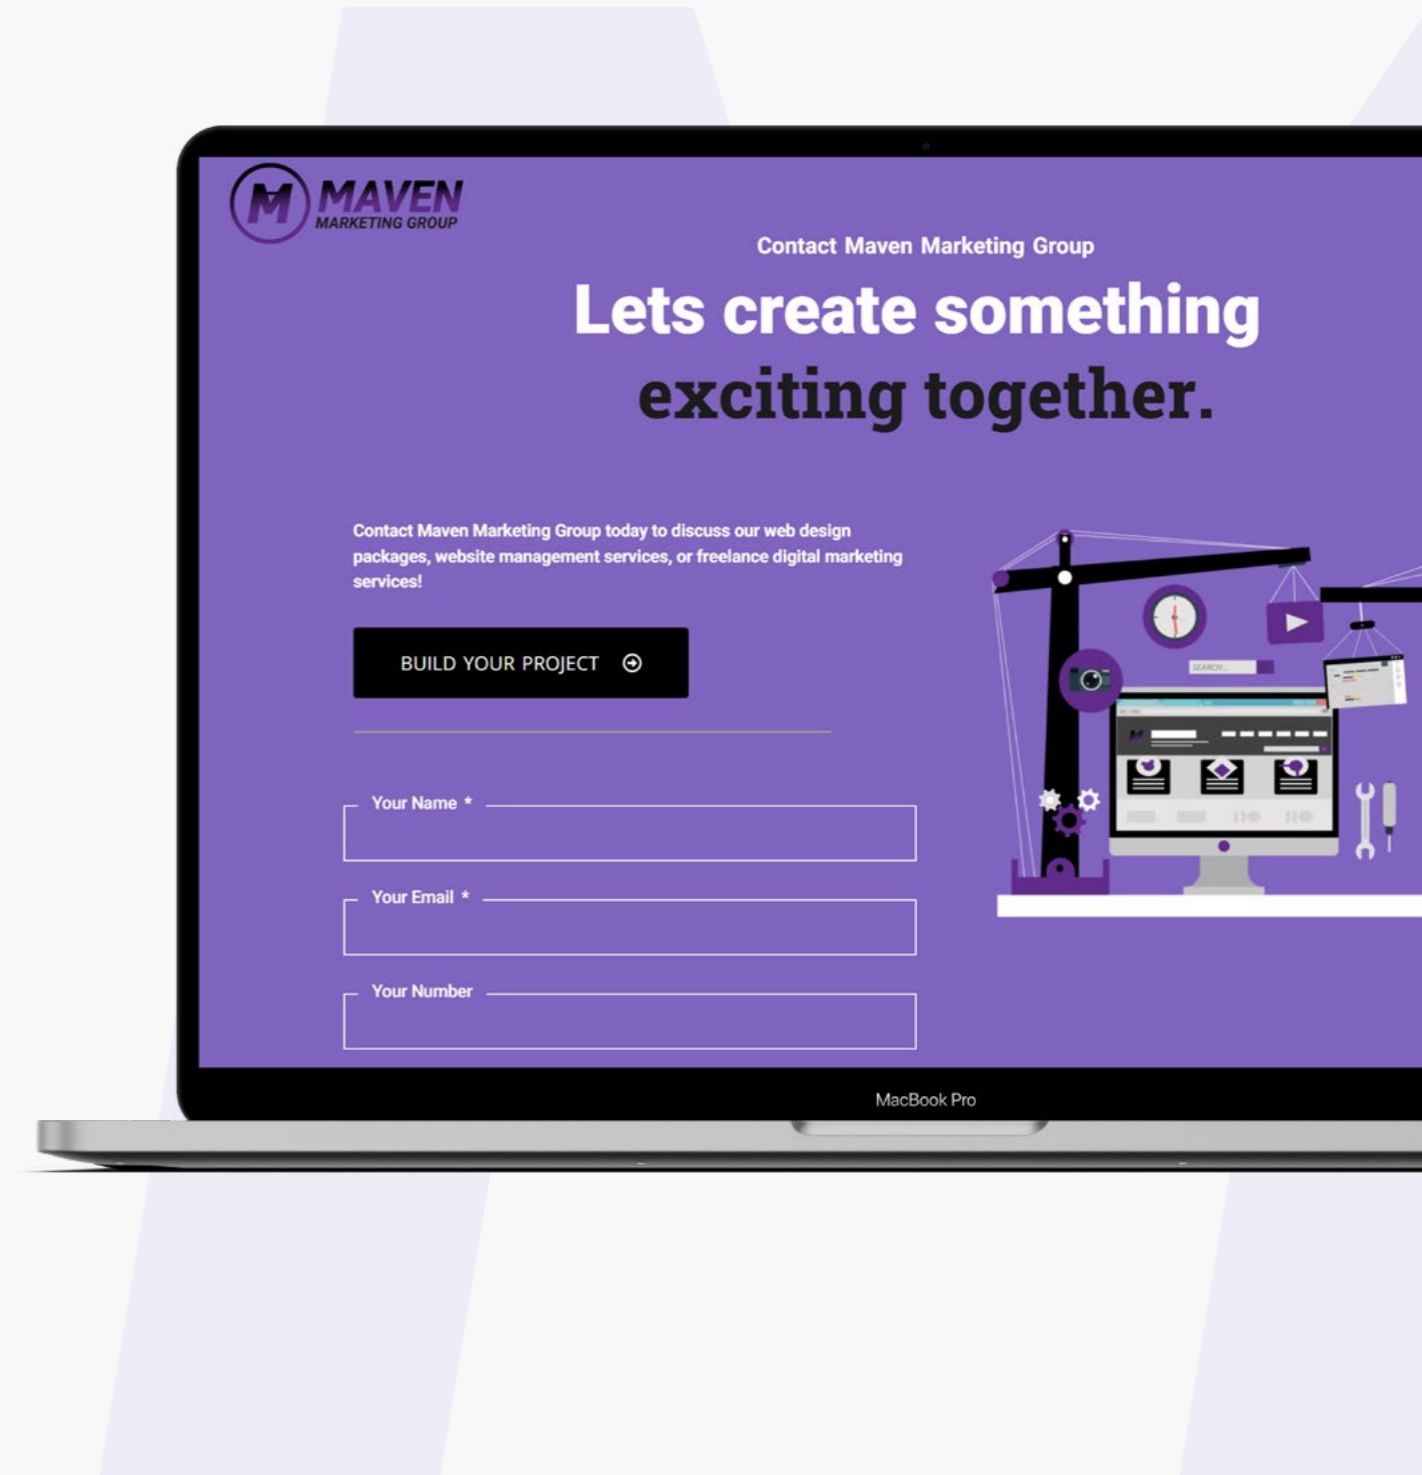 MAVEN
MARKETING GROUP
Contact Maven Marketing Group
Lets create something
exciting together.
Contact Maven Marketing Group today to discuss our web design
packages, website management services, or freelance digital marketing
services!
BUILD YOUR PROJECT
Your Name *
Your Email *
Your Number
SEARCH...
MacBook Pro